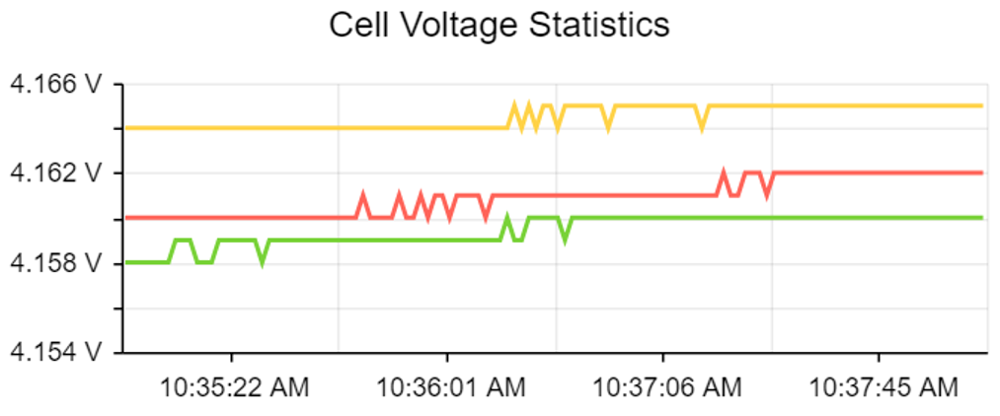 Cell Voltage Statistics
4.166 V
4.162 V
4.158 V
4.154 V
10:35:22 AM 10:36:01 AM 10:37:06 AM 10:37:45 AM